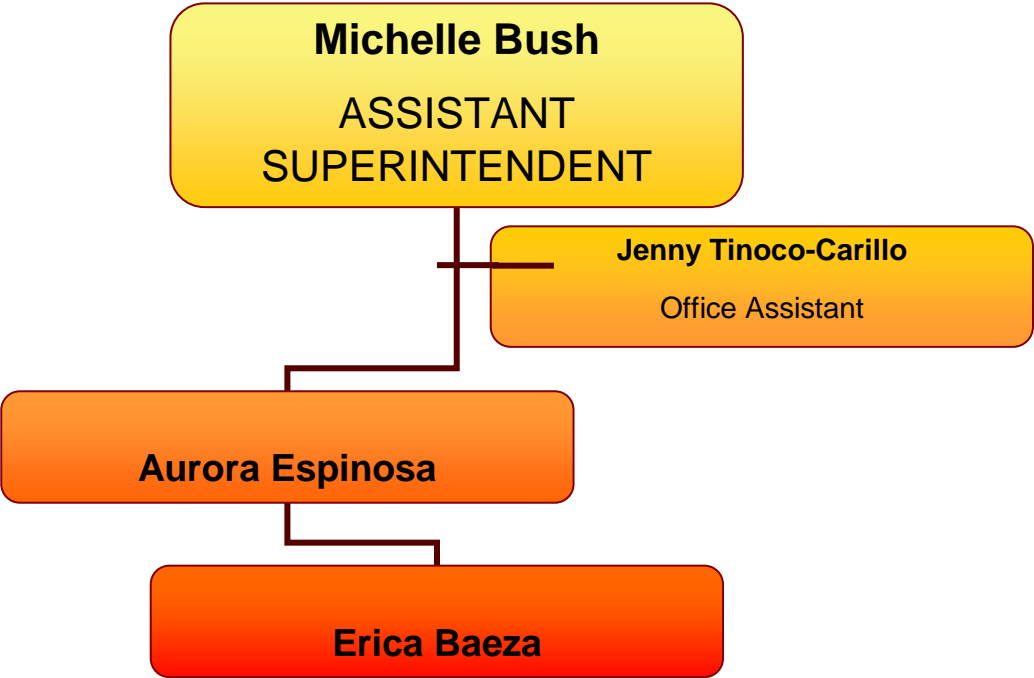 Michelle Bush
ASSISTANT
SUPERINTENDENT
Jenny Tinoco-Carillo
Office Assistant
Aurora Espinosa
Erica Baeza